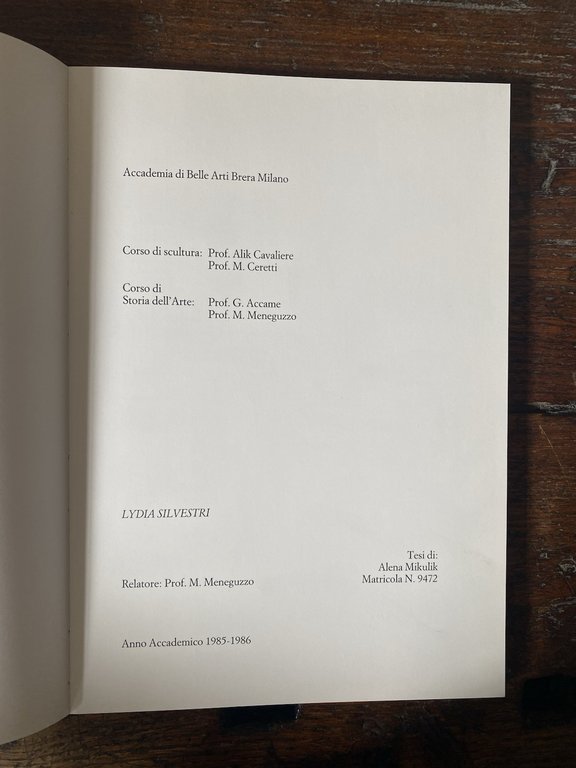 Accademia di Belle Arti Brera Milano
Corso di scultura: Prof. Alik Cavaliere
Prof. M. Ceretti
Corso di
Storia dell'Arte: Prof. G. Accame
Prof. M. Meneguzzo
LYDIA SILVESTRI
Tesi di:
Alena Mikulik
Relatore: Prof. M. Meneguzzo
Matricola N. 9472
Anno Accademico 1985-1986